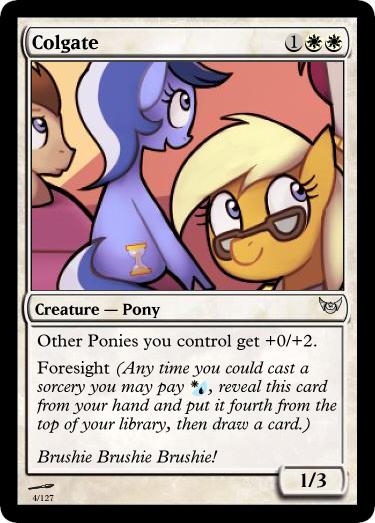 Colgate 1
Creature — Pony
Other Ponies you control get +0/+2.
Foresight (Any time you could cast a
sorcery you may pay , reveal this card
from your hand and put it fourth from the
top of your library, then draw a card.)
Brushie Brushie Brushie!
1/3
4/127